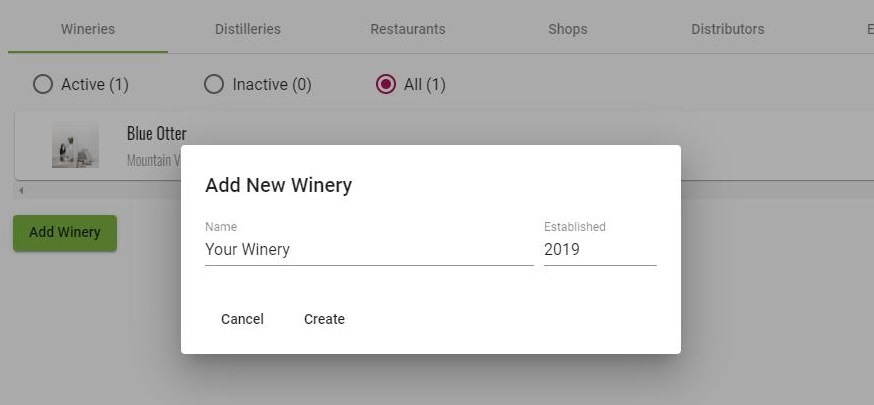 Wineries Distilleries Restaurants Shops Distributors
Active (1) Inactive (0) All (1)
Blue Otter
Mountain
Add New Winery
Name Established
Your Winery 2019
Add Winery
Cancel Create